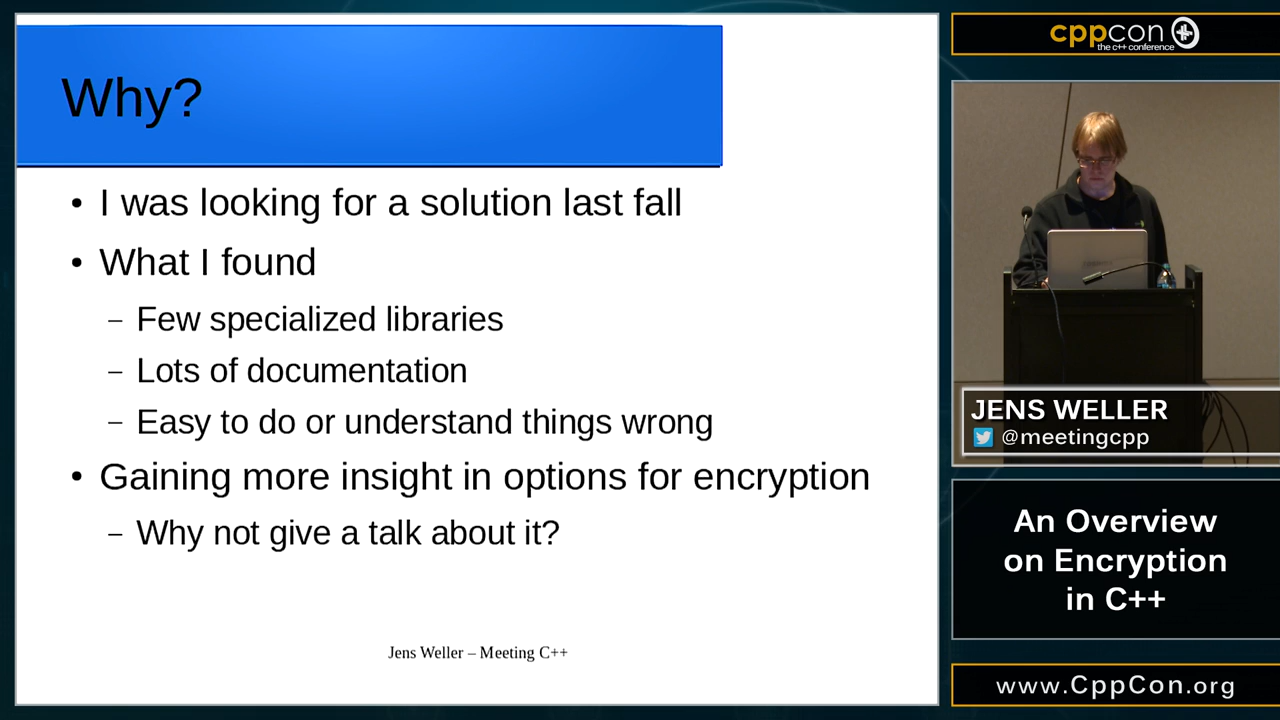 Why?
• I was looking for a solution last fall
• What I found
– Few specialized libraries
– Lots of documentation
– Easy to do or understand things wrong
• Gaining more insight in options for encryption
– Why not give a talk about it?
Jens Weller – Meeting C++
cppcon
the c++ conference
JENS WELLER
@meetingcpp
An Overview
on Encryption
in C++
www.CppCon.org